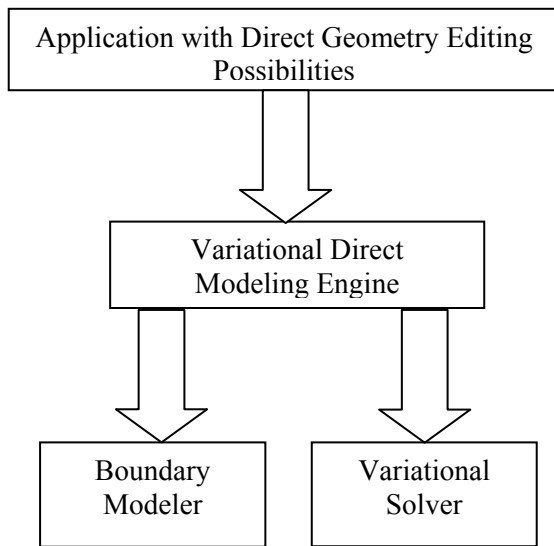 Application with Direct Geometry Editing
Possibilities
Variational Direct
Modeling Engine
Boundary
Modeler
Variational
Solver